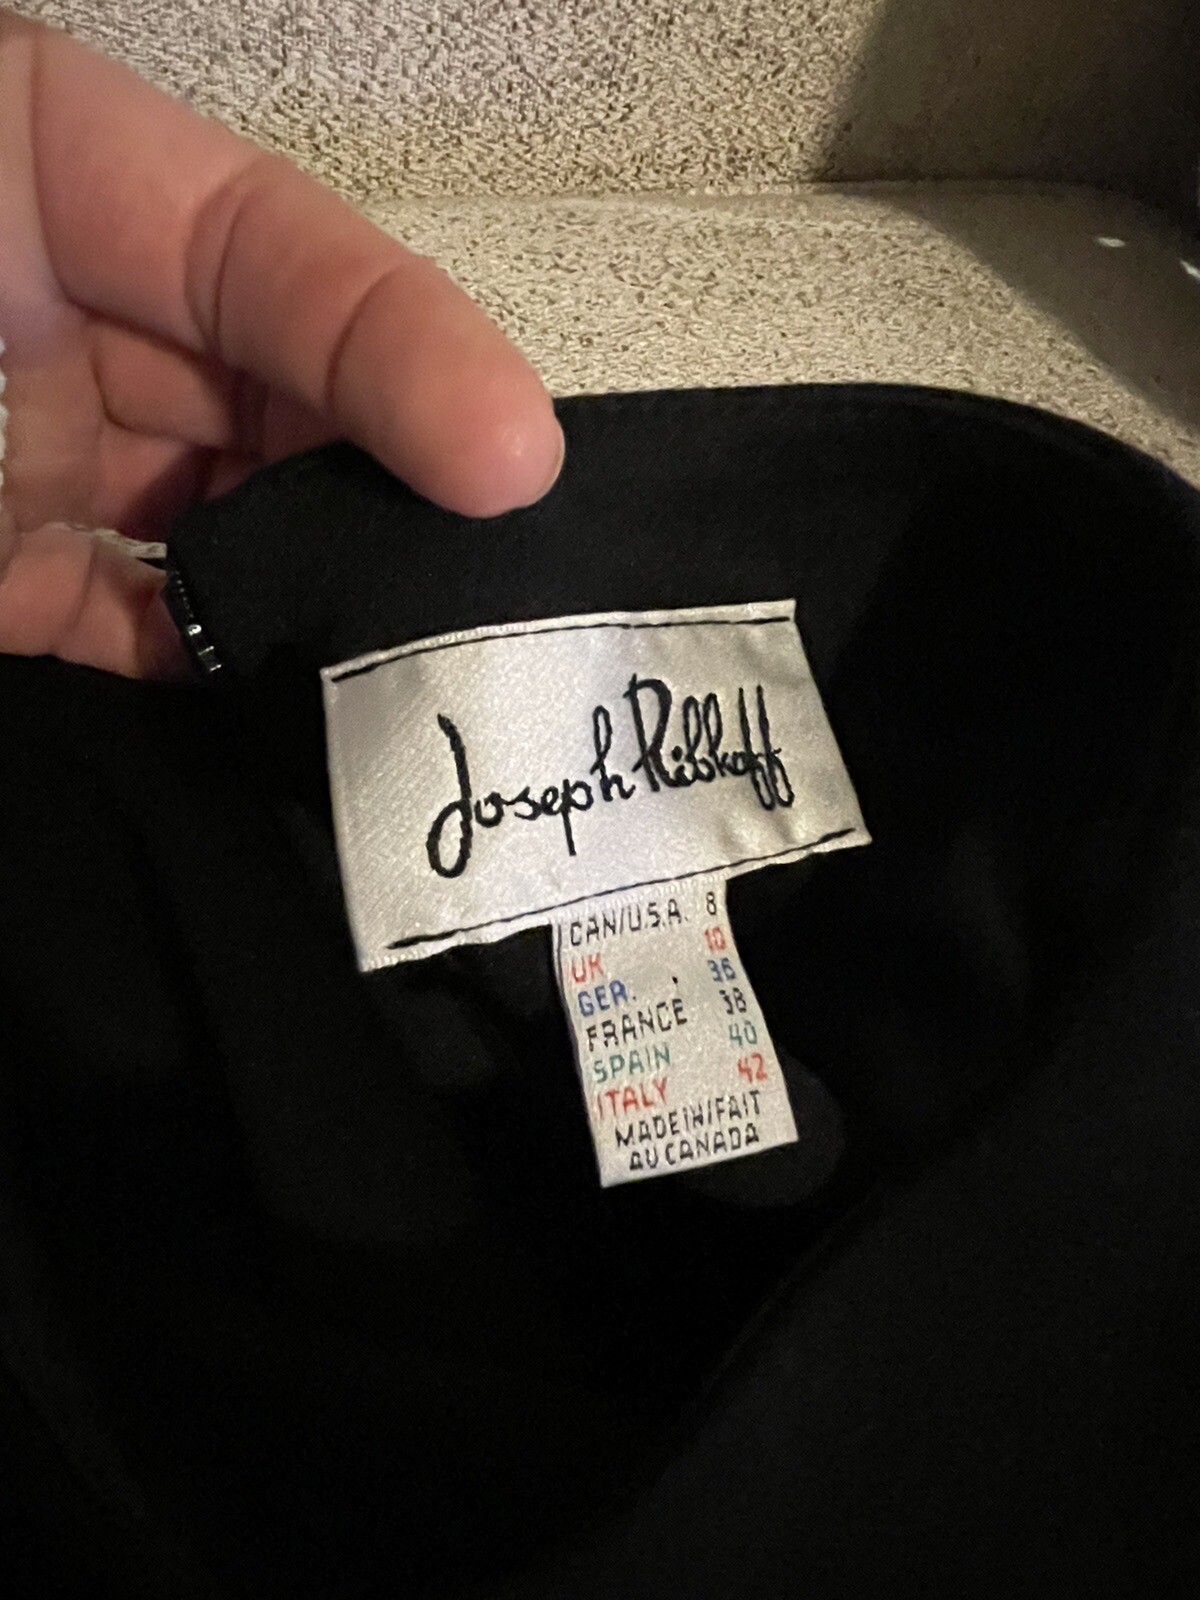 Joseph Ribkoff
CAN/U.S.A. 8
UK 10
GER. 36
FRANCE 38
SPAIN 40
ITALY 42
MADE IN/FAIT
AU CANADA